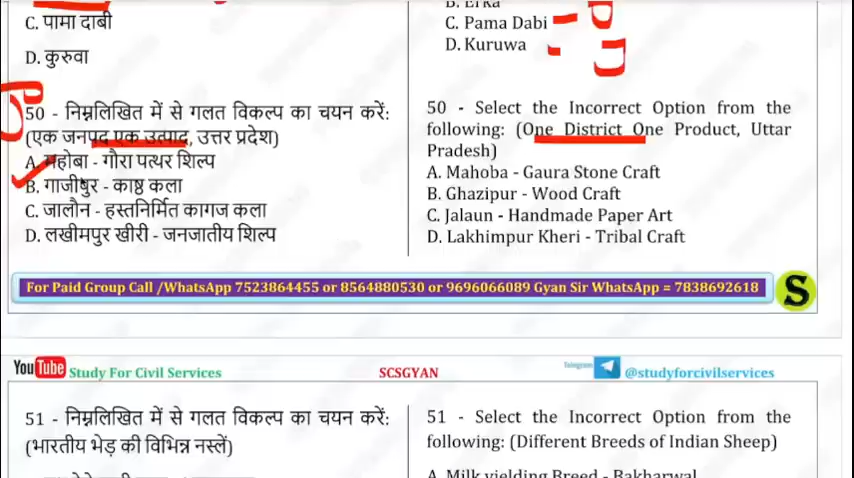 C. पामा दाबी
D. कुरुवा
C. Pama Dabi
D. Kuruwa
50 - निम्नलिखित में से गलत विकल्प का चयन करें:
(एक जनपद एक उत्पाद, उत्तर प्रदेश)
A. महोबा - गौरा पत्थर शिल्प
B. गाजीपुर - काष्ठ कला
C. जालौन - हस्तनिर्मित कागज कला
D. लखीमपुर खीरी - जनजातीय शिल्प
50 - Select the Incorrect Option from the
following: (One District One Product, Uttar
Pradesh)
A. Mahoba - Gaura Stone Craft
B. Ghazipur - Wood Craft
C. Jalaun - Handmade Paper Art
D. Lakhimpur Kheri - Tribal Craft
For Paid Group Call /WhatsApp 7523864455 or 8564880530 or 9696066089 Gyan Sir WhatsApp = 7838692618
S
YouTube Study For Civil Services
SCSGYAN
Telegram @studyforcivilservices
51 - निम्नलिखित में से गलत विकल्प का चयन करें:
(भारतीय भेड़ की विभिन्न नस्लें)
51 - Select the Incorrect Option from the
following: (Different Breeds of Indian Sheep)
A. Milk yielding Breed - Bakharwal